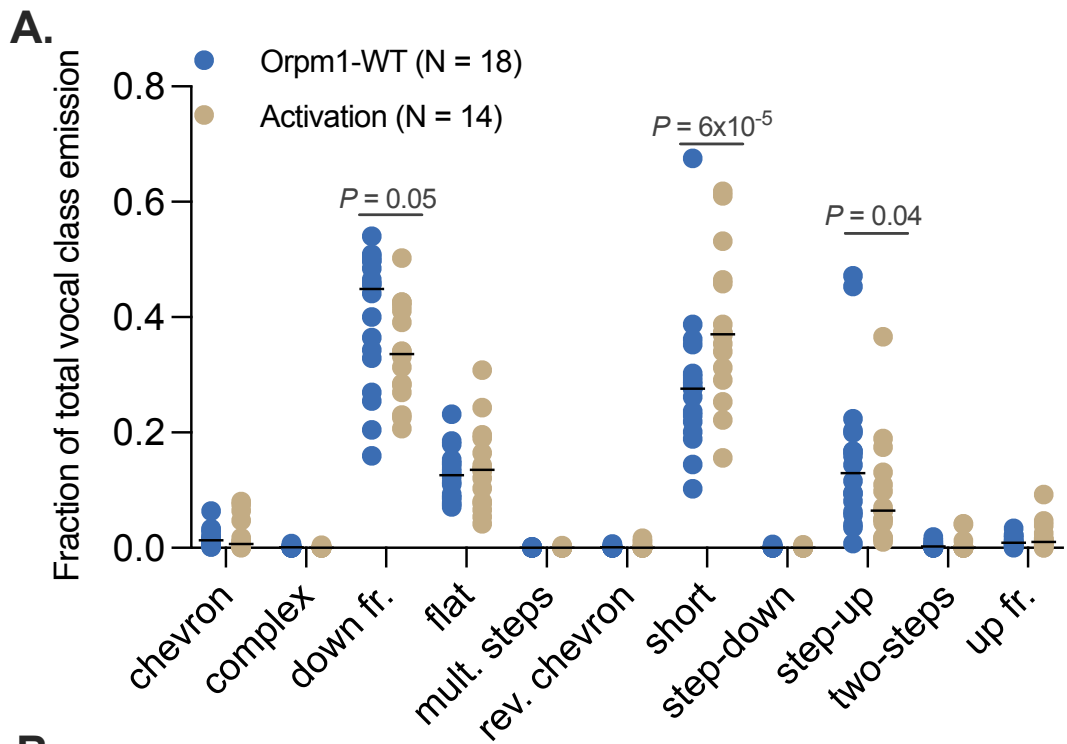 A.
Fraction of total vocal class emission
Orpm1-WT (N = 18)
Activation (N = 14)
0.8
0.6
0.4
0.2
0.0
P = 0.05
P = 6x10-5
P = 0.04
chevron
complex
down fr.
flat
mult. steps
rev. chevron
short
step-down
step-up
two-steps
up fr.